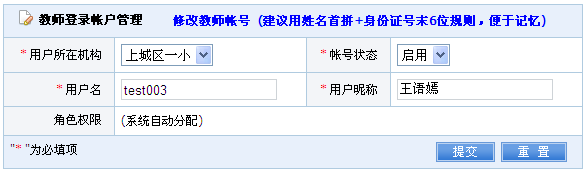 教师登录帐户管理 修改教师帐号 (建议用姓名首拼+身份证号末6位规则，便于记忆)
*用户所在机构 上城区一小 *帐号状态 启用
*用户名 test003 *用户昵称 王语嫣
角色权限 (系统自动分配)
"*"为必填项 提交 重 置